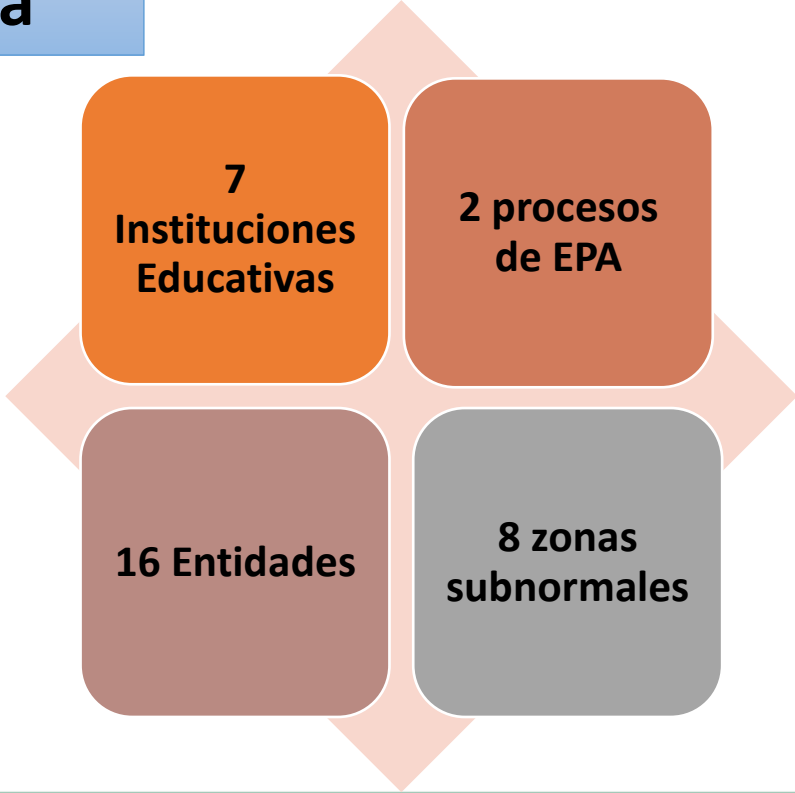 a
7
Instituciones
Educativas
2 procesos
de EPA
16 Entidades
8 zonas
subnormales